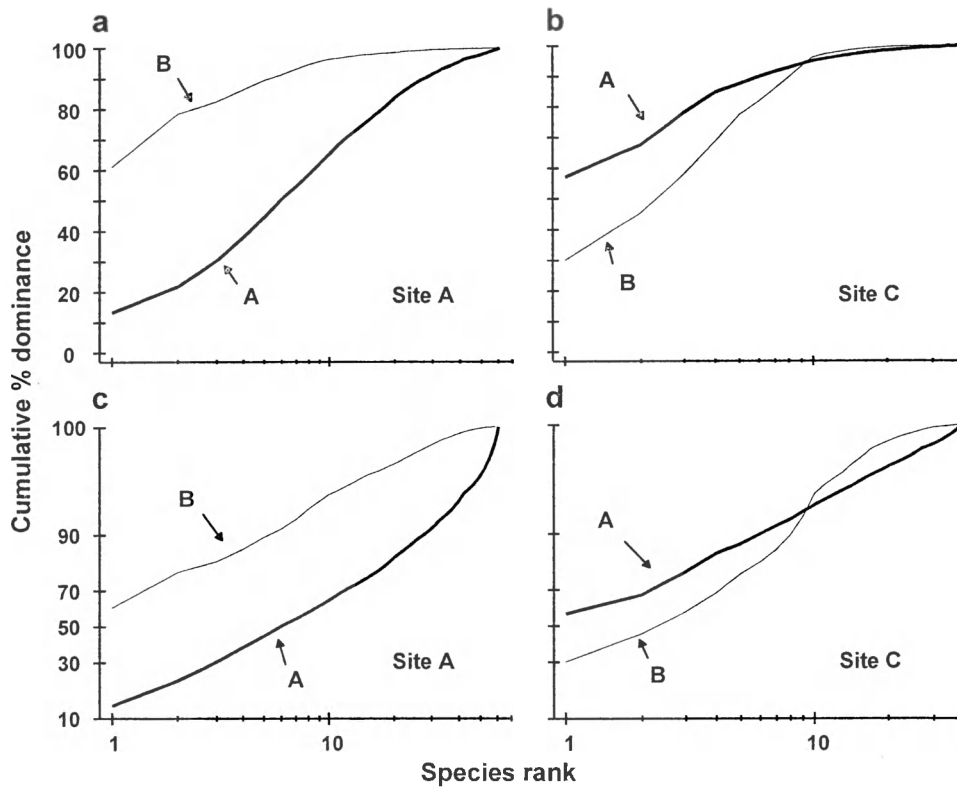 a
b
100
80
60
40
20
0
B
A
Site A
A
B
Site C
Cumulative % dominance
c
d
100
90
70
50
30
10
B
A
Site A
A
B
Site C
1
10
1
10
Species rank